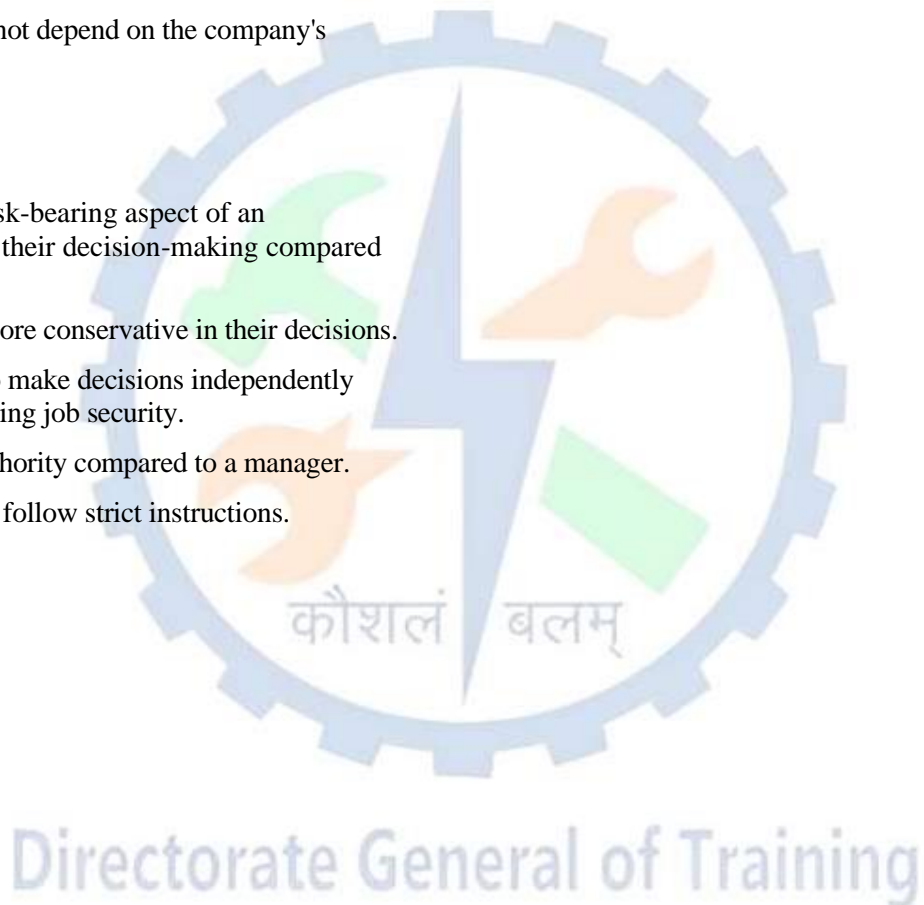 not depend on the company's
sk-bearing aspect of an
their decision-making compared
ore conservative in their decisions.
make decisions independently
ing job security.
hority compared to a manager.
follow strict instructions.
कौशलं बलम्
Directorate General of Training